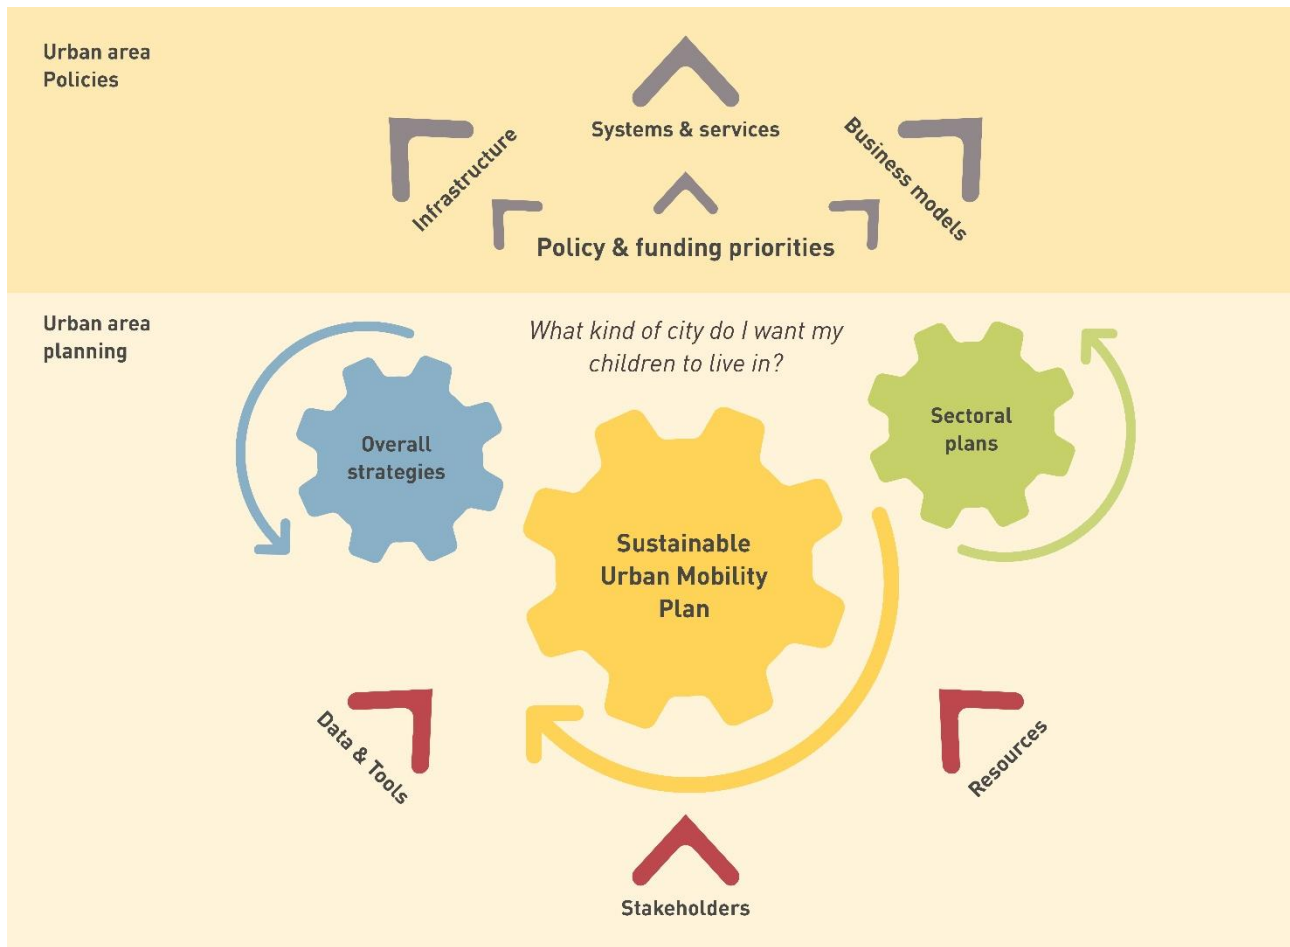 Urban area
Policies
Systems & services
Infrastructure
Business models
Policy & funding priorities
Urban area
planning
What kind of city do I want my
children to live in?
Overall
strategies
Sectoral
plans
Sustainable
Urban Mobility
Plan
Data & Tools
Resources
Stakeholders